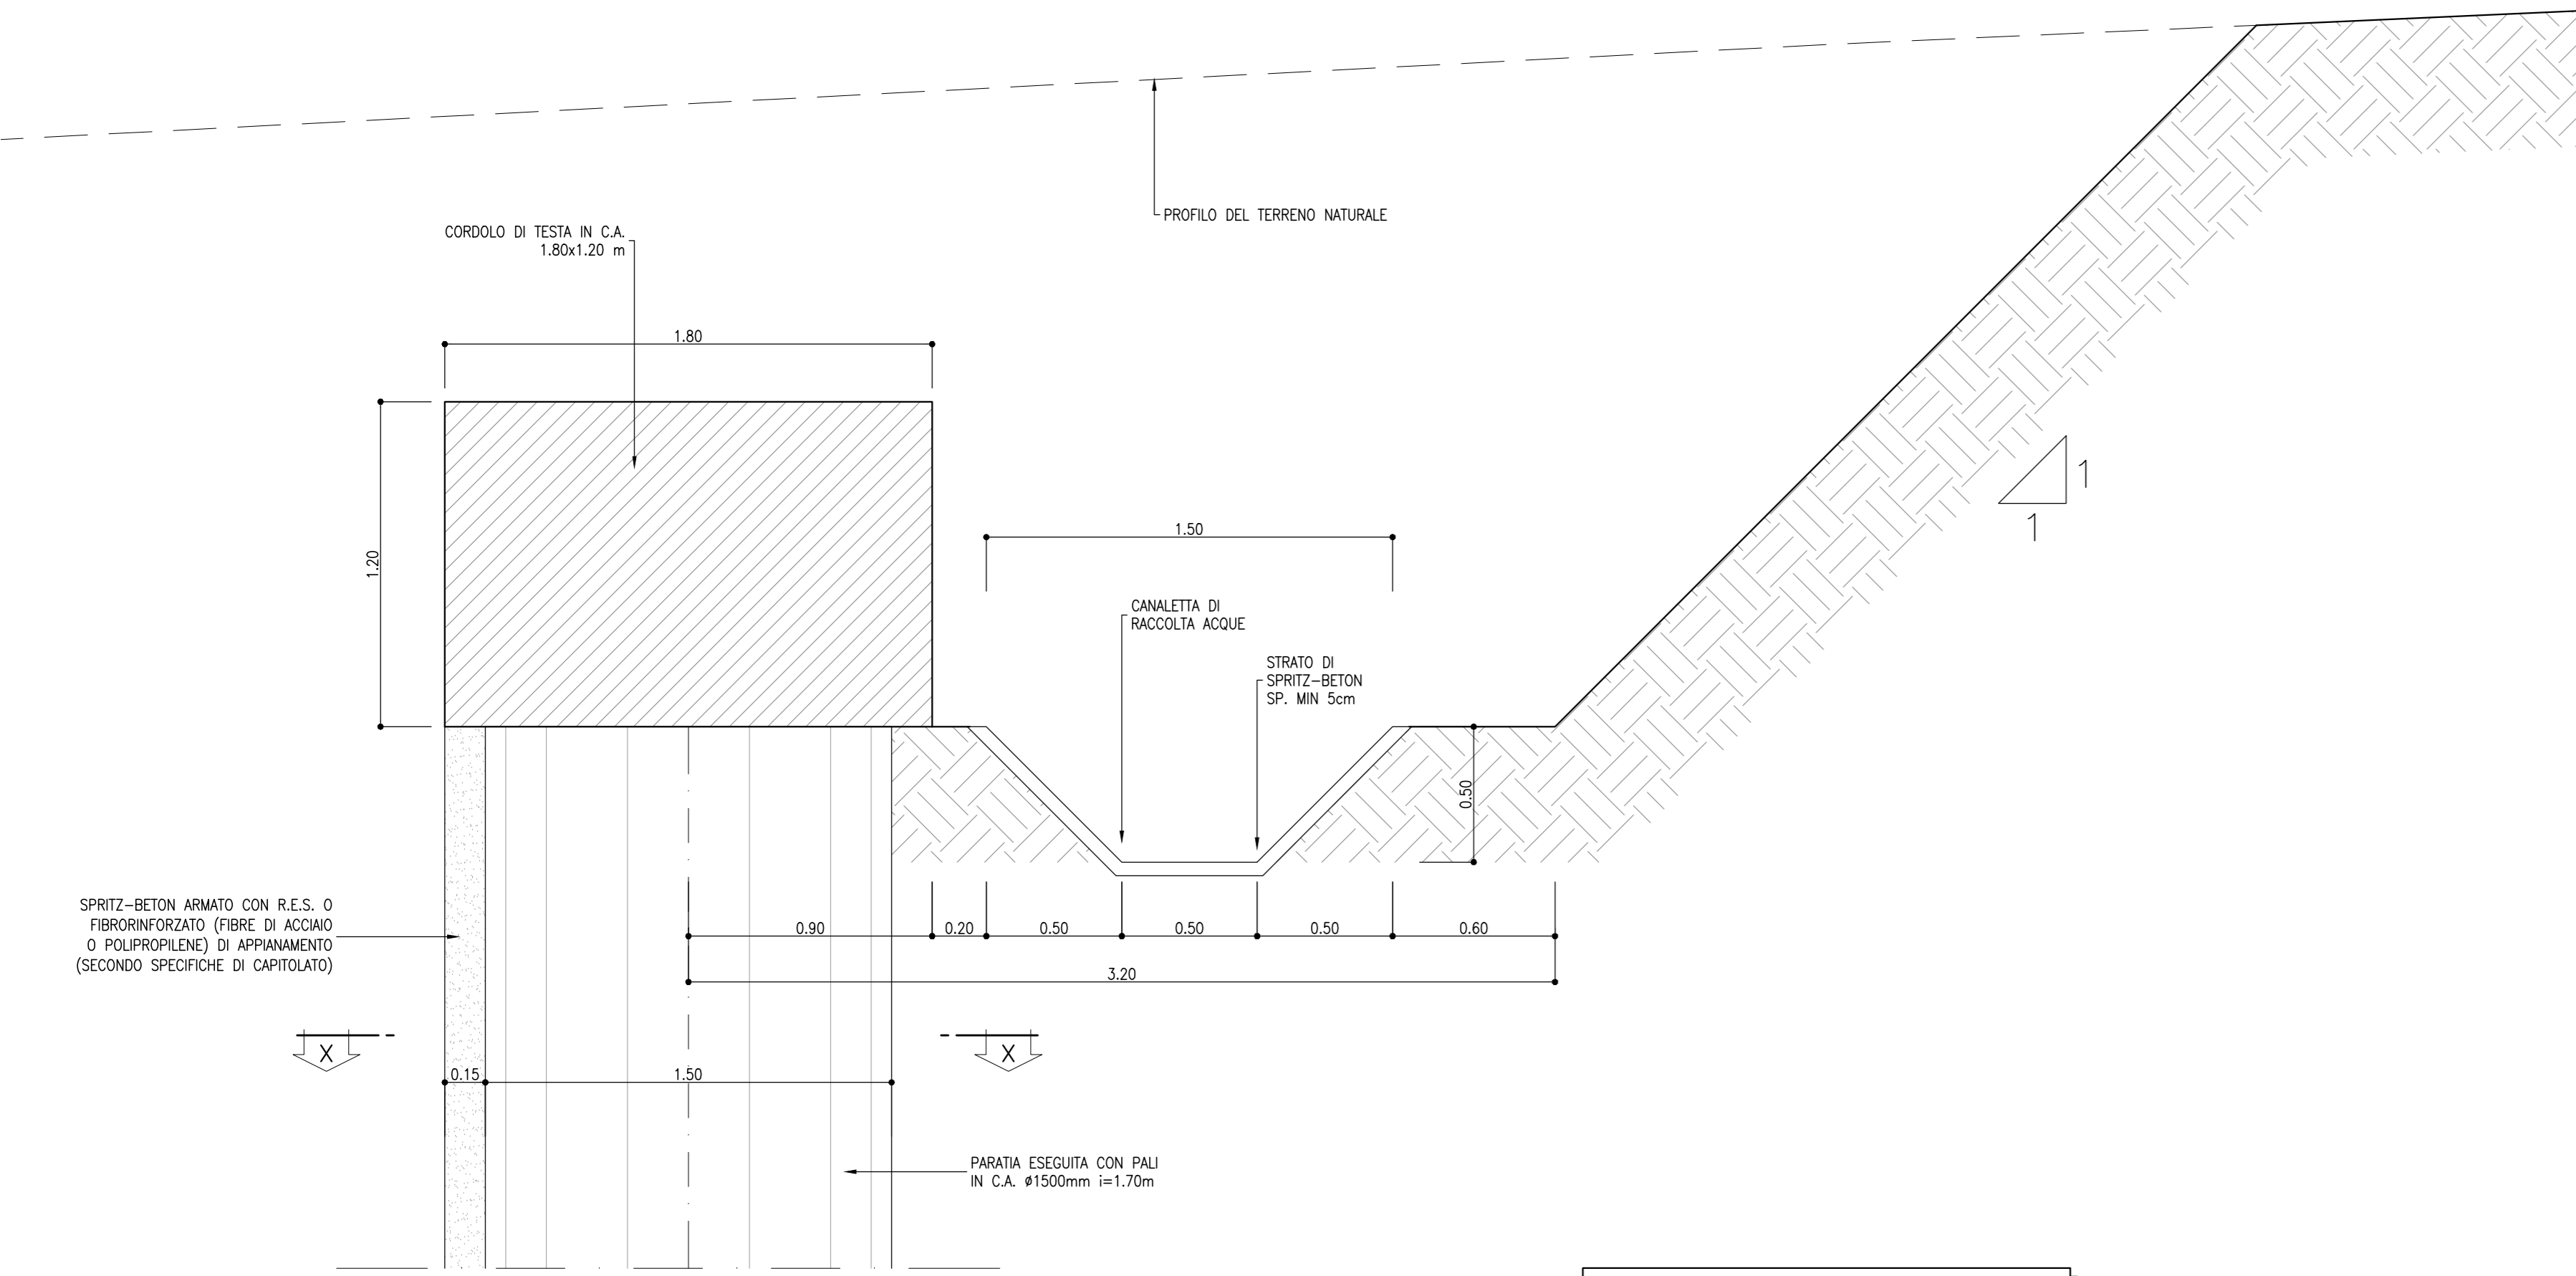 PROFILO DEL TERRENO NATURALE
CORDOLO DI TESTA IN C.A.
1.80x1.20 m
1.80
1.20
1
1
1.50
CANALETTA DI
RACCOLTA ACQUE
STRATO DI
SPRITZ-BETON
SP. MIN 5cm
0.50
SPRITZ-BETON ARMATO CON R.E.S. O
FIBRORINFORZATO (FIBRE DI ACCIAIO
O POLIPROPILENE) DI APPIANAMENTO
(SECONDO SPECIFICHE DI CAPITOLATO)
0.90 0.20 0.50 0.50 0.50 0.60
3.20
X X
0.15 1.50
PARATIA ESEGUITA CON PALI
IN C.A. ø1500mm i=1.70m